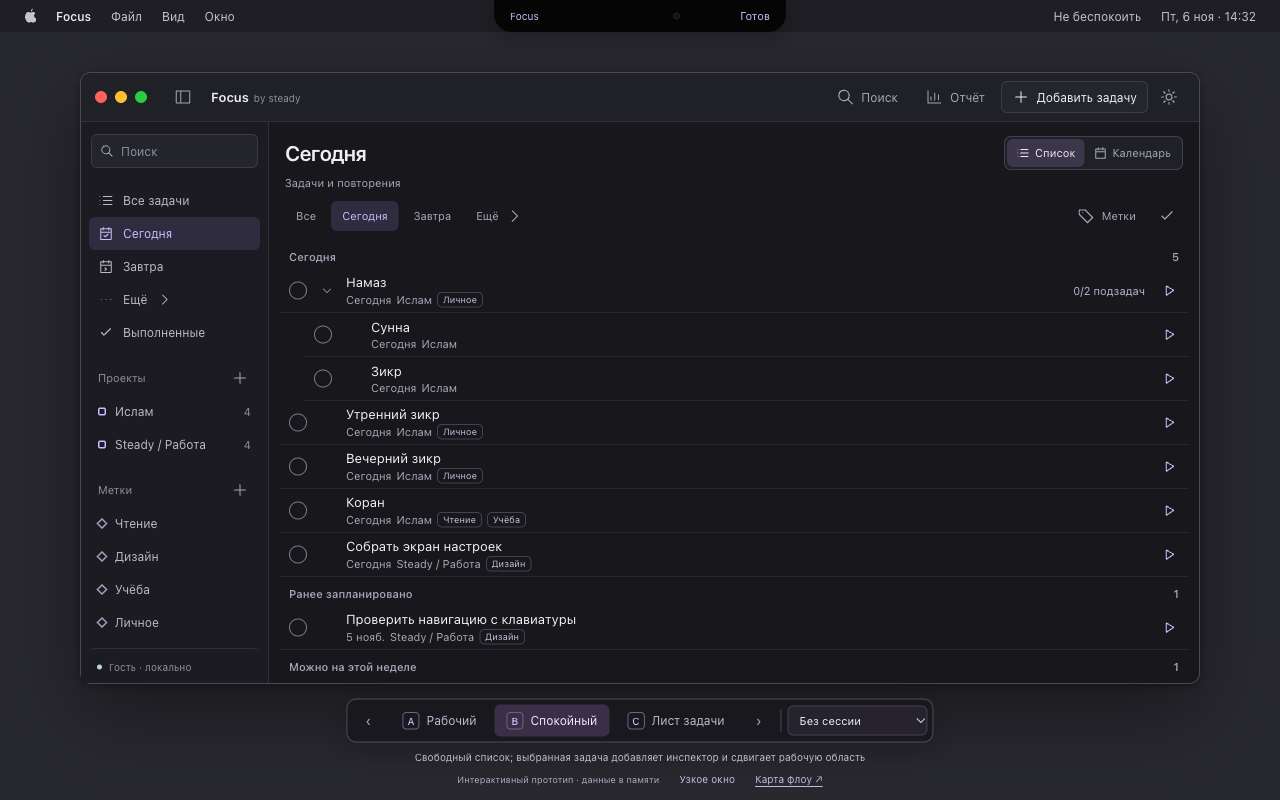 Focus Файл Вид Окно
Focus Готов
Не беспокоить Пт, 6 ноя · 14:32
Focus by steady
Поиск Отчёт Добавить задачу
Поиск
Все задачи
Сегодня
Завтра
Ещё
Выполненные
Проекты
Ислам 4
Steady / Работа 4
Метки
Чтение
Дизайн
Учёба
Личное
Гость · локально
Сегодня
Список Календарь
Задачи и повторения
Все Сегодня Завтра Ещё
Метки
Сегодня 5
Намаз
Сегодня Ислам Личное
0/2 подзадач
Сунна
Сегодня Ислам
Зикр
Сегодня Ислам
Утренний зикр
Сегодня Ислам Личное
Вечерний зикр
Сегодня Ислам Личное
Коран
Сегодня Ислам Чтение Учёба
Собрать экран настроек
Сегодня Steady / Работа Дизайн
Ранее запланировано 1
Проверить навигацию с клавиатуры
5 нояб. Steady / Работа Дизайн
Можно на этой неделе 1
‹ A Рабочий B Спокойный C Лист задачи › Без сессии
Свободный список; выбранная задача добавляет инспектор и сдвигает рабочую область
Интерактивный прототип · данные в памяти Узкое окно Карта флоу ↗